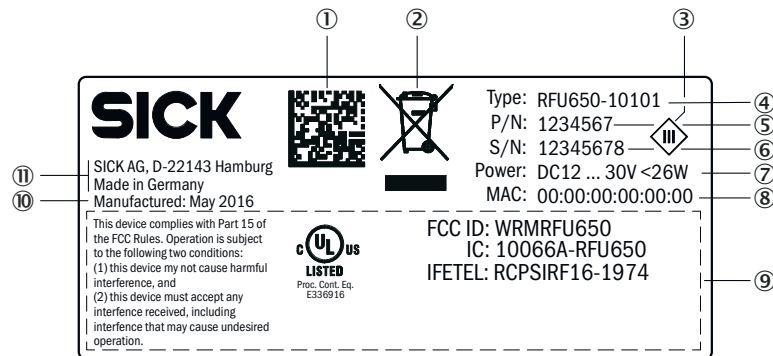 ① ② ③
SICK
Type: RFU650-10101 ④
P/N: 1234567 ⑤
III
S/N: 12345678 ⑥
Power: DC12 ... 30V <26W ⑦
MAC: 00:00:00:00:00:00 ⑧
⑪ SICK AG, D-22143 Hamburg
Made in Germany
⑩ Manufactured: May 2016
This device complies with Part 15 of
the FCC Rules. Operation is subject
to the following two conditions:
(1) this device my not cause harmful
interference, and
(2) this device must accept any
interfence received, including
interfence that may cause undesired
operation.
C UL US
LISTED
Proc. Cont. Eq.
E336916
FCC ID: WRMRFU650
IC: 10066A-RFU650
IFETEL: RCPSIRF16-1974
⑨